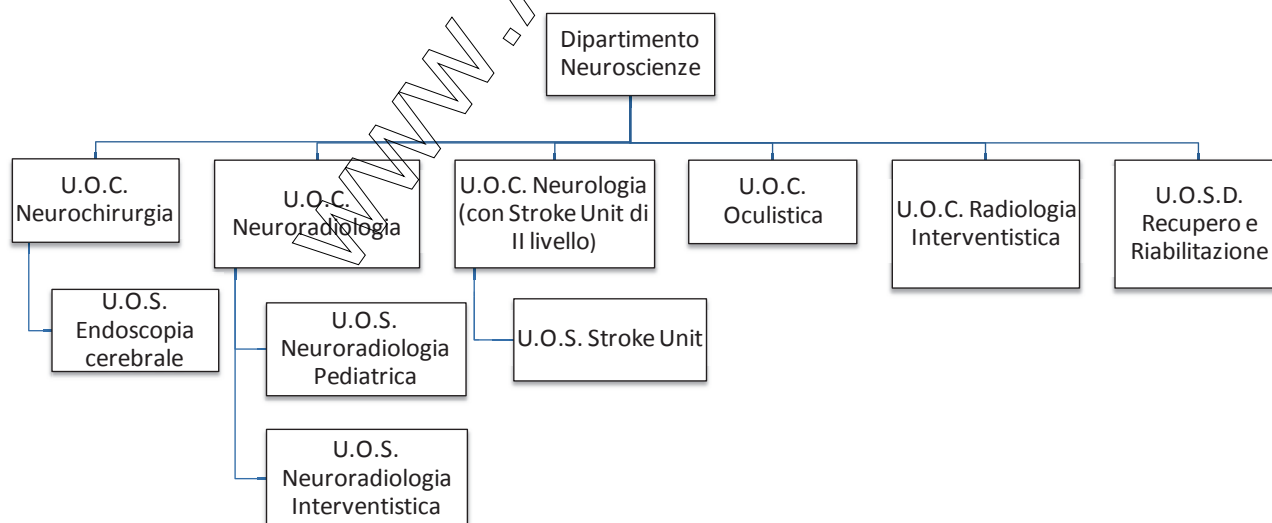 Dipartimento
Neuroscienze
U.O.C.
Neurochirurgia
U.O.C.
Neuroradiologia
U.O.C. Neurologia
(con Stroke Unit di
II livello)
U.O.C.
Oculistica
U.O.C. Radiologia
Interventistica
U.O.S.D.
Recupero e
Riabilitazione
U.O.S.
Endoscopia
cerebrale
U.O.S.
Neuroradiologia
Pediatrica
U.O.S. Stroke Unit
U.O.S.
Neuroradiologia
Interventistica
www.